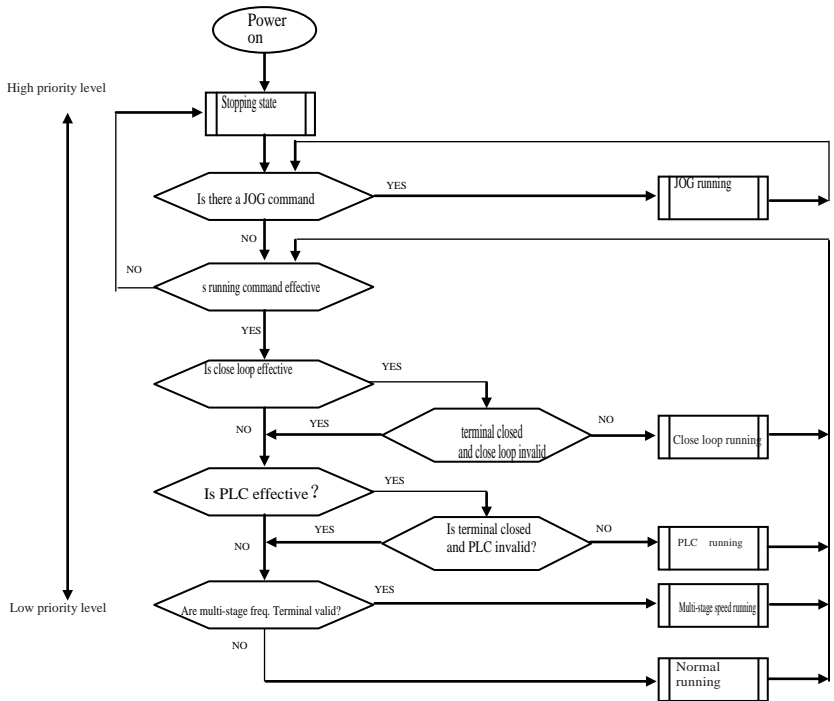 Power
on
High priority level
Stopping state
Is there a JOG command
YES
JOG running
NO
NO
s running command effective
YES
Is close loop effective
YES
NO
YES
terminal closed
and close loop invalid
NO
Close loop running
Is PLC effective？
YES
NO
YES
Is terminal closed
and PLC invalid?
NO
PLC running
Low priority level
Are multi-stage freq. Terminal valid?
YES
Multi-stage speed running
NO
Normal
running